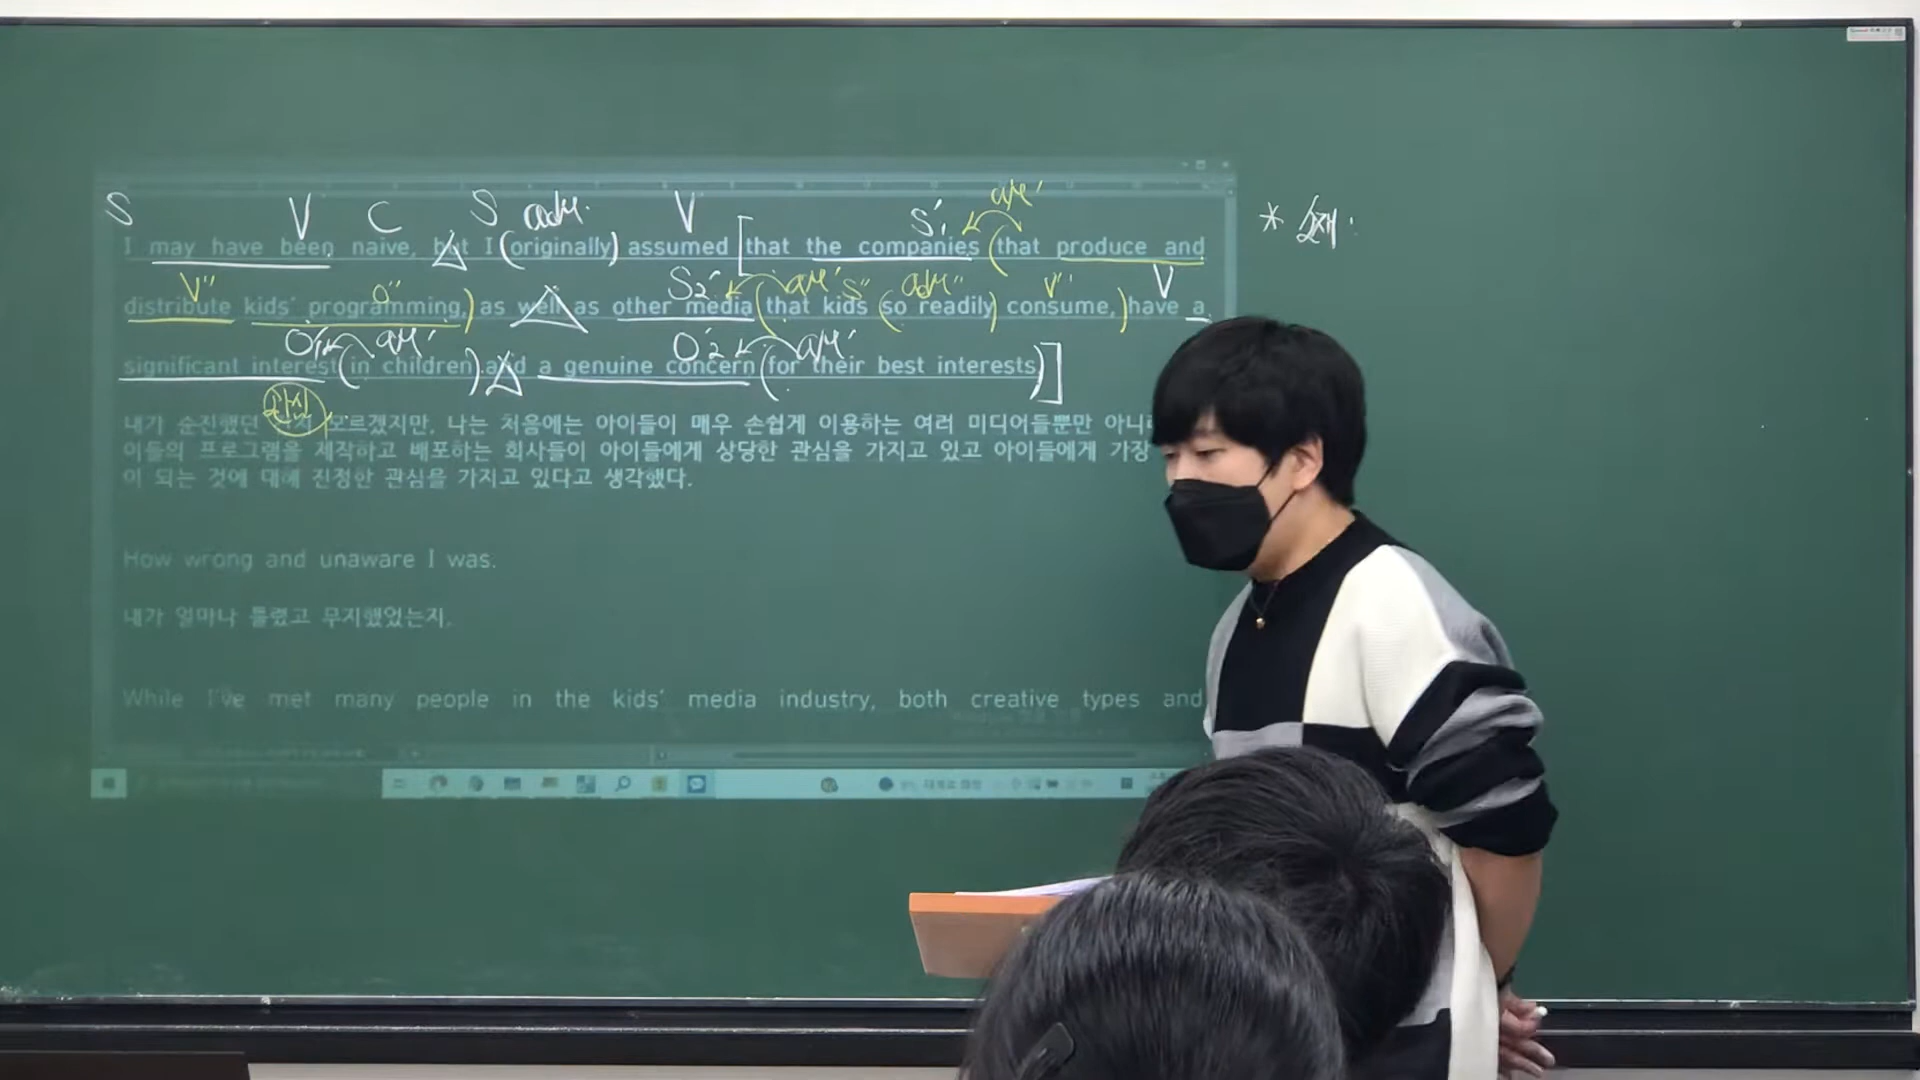 S V C S adv. V S'₁ adj'
I may have been naive, but I (originally) assumed [that the companies (that produce and
* 소재 :
V" O" S₂' adj' S" adv" V" V
distribute kids' programming,) as well as other media (that kids (so readily) consume,) have a
O'₁ adj' O'₂ adj'
significant interest (in children) and a genuine concern (for their best interests)]
관심
내가 순진했던 모르겠지만, 나는 처음에는 아이들이 매우 손쉽게 이용하는 여러 미디어들뿐만 아니라
이들의 프로그램을 제작하고 배포하는 회사들이 아이들에게 상당한 관심을 가지고 있고 아이들에게 가장
이 되는 것에 대해 진정한 관심을 가지고 있다고 생각했다.
How wrong and unaware I was.
내가 얼마나 틀렸고 무지했었는지.
While I've met many people in the kids' media industry, both creative types and